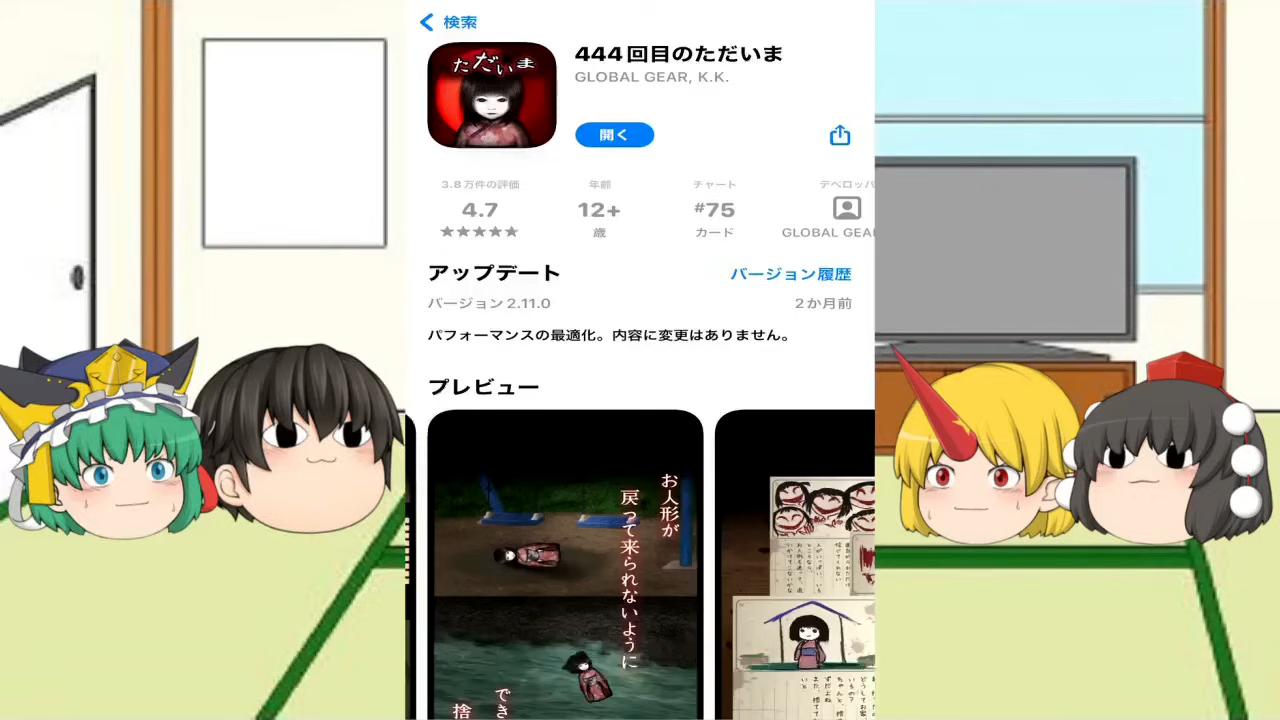 検索
ただいま
444回目のただいま
GLOBAL GEAR, K.K.
開く
3.8万件の評価
年齢
チャート
デベロッパ
4.7
12+
#75
★★★★★
歳
カード
GLOBAL GEA
アップデート
バージョン履歴
バージョン 2.11.0
2か月前
パフォーマンスの最適化。内容に変更はありません。
プレビュー
お人形が
戻って来られないように
でき
捨